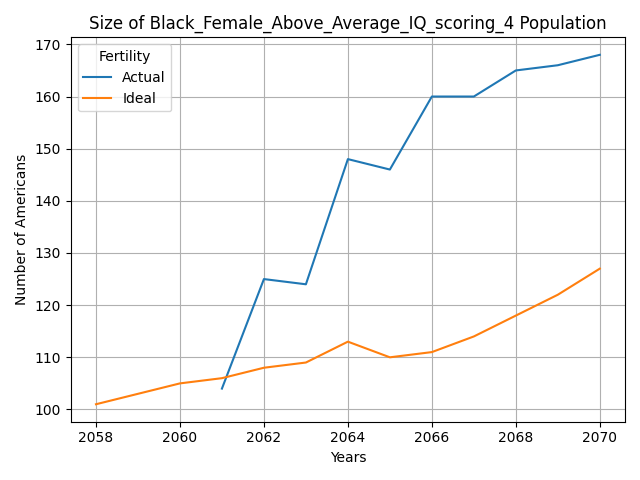 Size of Black_Female_Above_Average_IQ_scoring_4 Population
Fertility
Actual
Ideal
Number of Americans
170
160
150
140
130
120
110
100
2058 2060 2062 2064 2066 2068 2070
Years